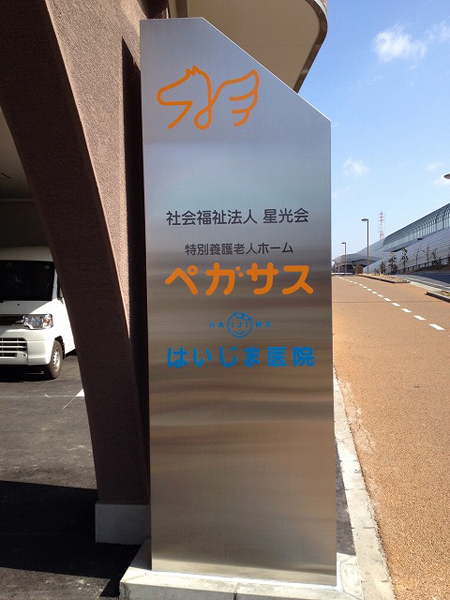 社会福祉法人 星光会
特別養護老人ホーム
ペガサス
HAIJIMA
はいじま医院